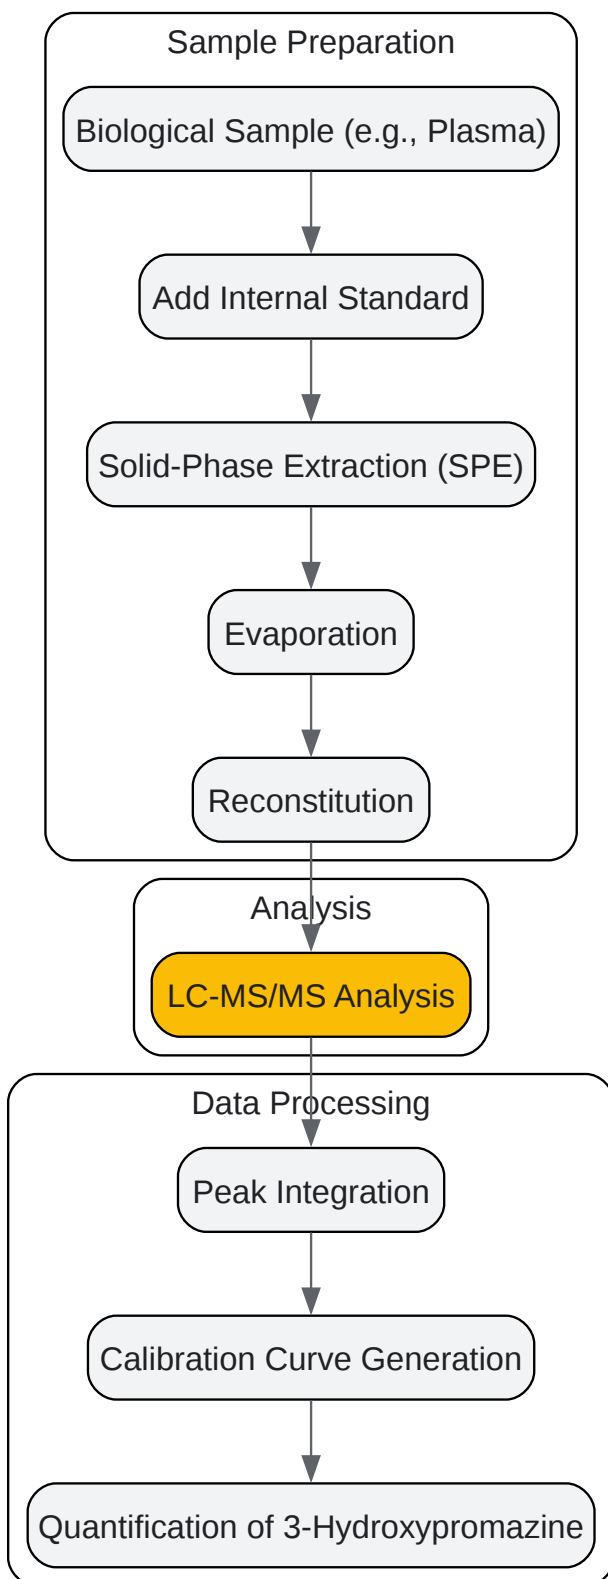 Sample Preparation
Biological Sample (e.g., Plasma)
Add Internal Standard
Solid-Phase Extraction (SPE)
Evaporation
Reconstitution
Analysis
LC-MS/MS Analysis
Data Processing
Peak Integration
Calibration Curve Generation
Quantification of 3-Hydroxypromazine